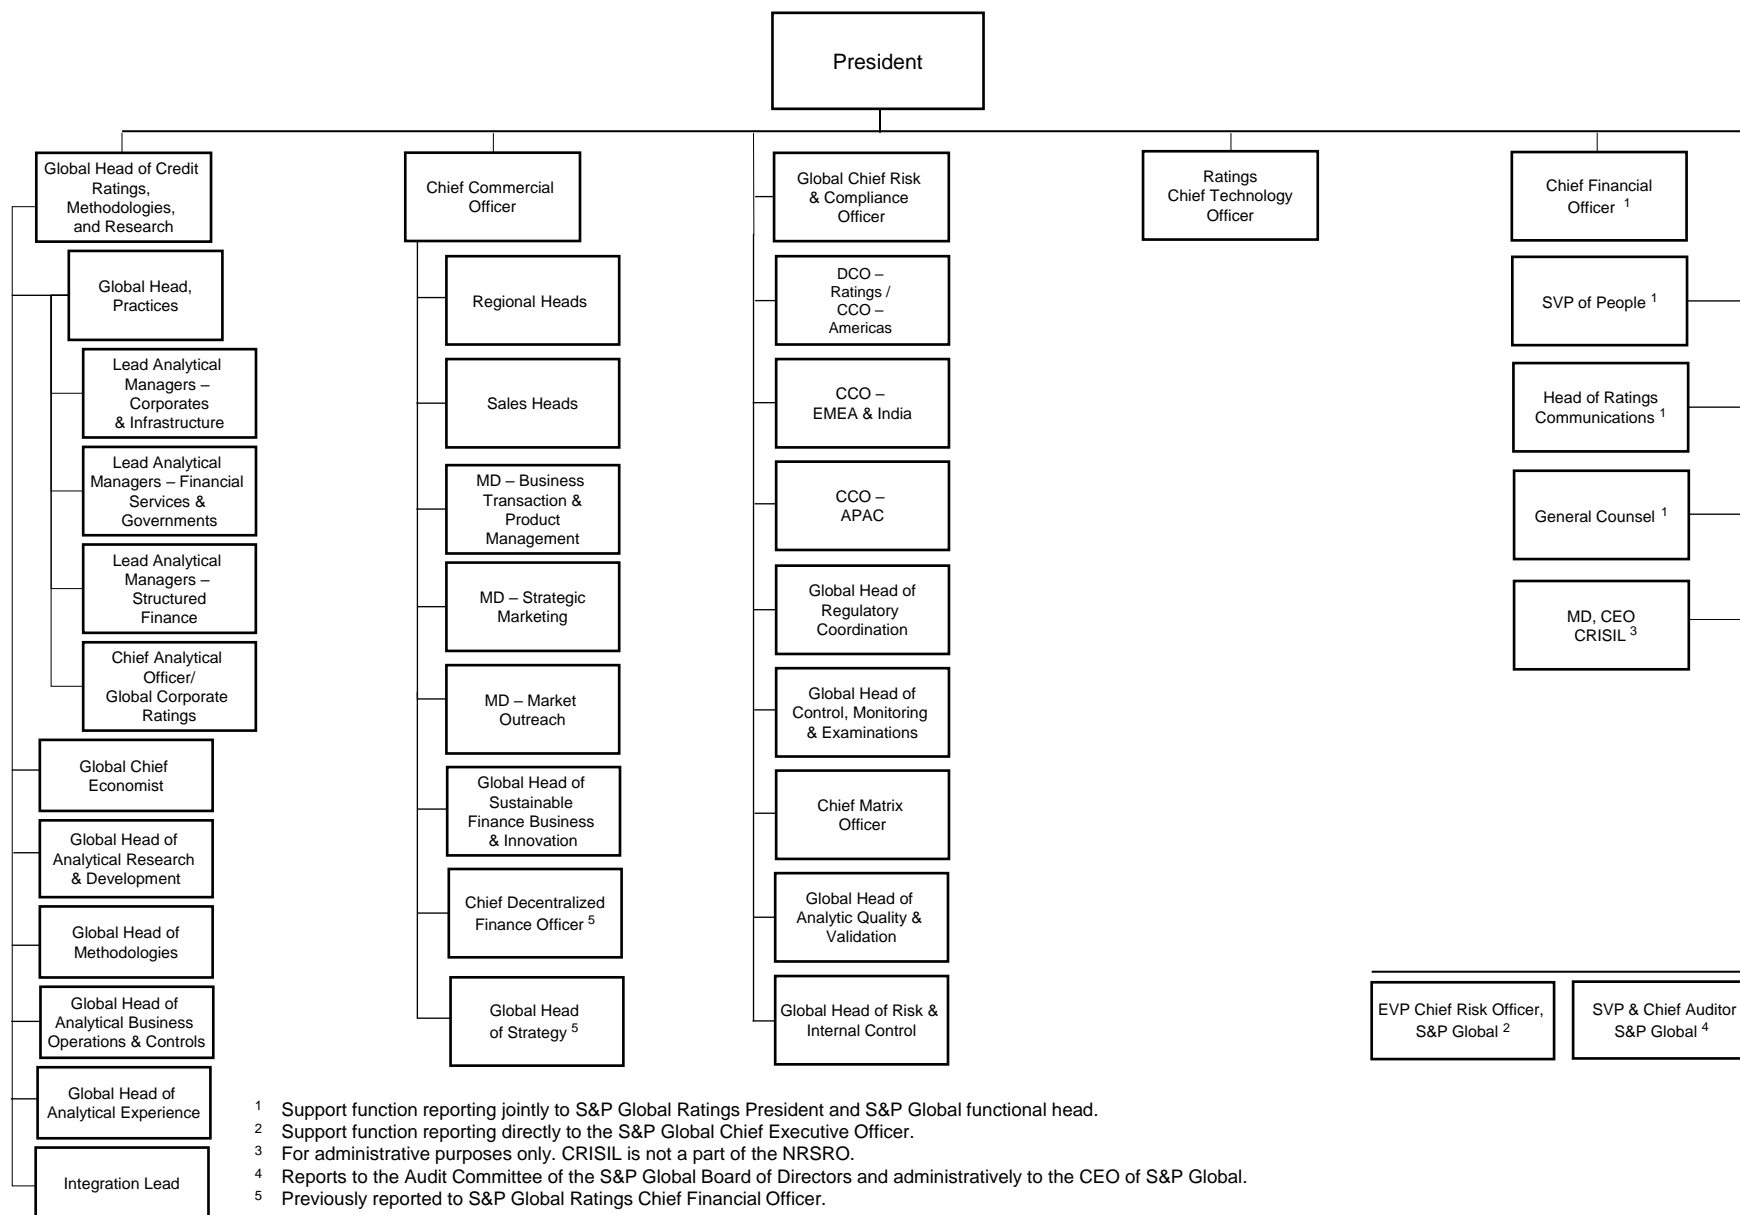 President
Global Head of Credit
Ratings,
Methodologies,
and Research
Global Head,
Practices
Lead Analytical
Managers –
Corporates
& Infrastructure
Lead Analytical
Managers – Financial
Services &
Governments
Lead Analytical
Managers –
Structured
Finance
Chief Analytical
Officer/
Global Corporate
Ratings
Global Chief
Economist
Global Head of
Analytical Research
& Development
Global Head of
Methodologies
Global Head of
Analytical Business
Operations & Controls
Global Head of
Analytical Experience
Integration Lead
Chief Commercial
Officer
Regional Heads
Sales Heads
MD – Business
Transaction &
Product
Management
MD – Strategic
Marketing
MD – Market
Outreach
Global Head of
Sustainable
Finance Business
& Innovation
Chief Decentralized
Finance Officer 5
Global Head
of Strategy 5
Global Chief Risk
& Compliance
Officer
DCO –
Ratings /
CCO –
Americas
CCO –
EMEA & India
CCO –
APAC
Global Head of
Regulatory
Coordination
Global Head of
Control, Monitoring
& Examinations
Chief Matrix
Officer
Global Head of
Analytic Quality &
Validation
Global Head of Risk &
Internal Control
Ratings
Chief Technology
Officer
Chief Financial
Officer 1
SVP of People 1
Head of Ratings
Communications 1
General Counsel 1
MD, CEO
CRISIL 3
EVP Chief Risk Officer,
S&P Global 2
SVP & Chief Auditor
S&P Global 4
1 Support function reporting jointly to S&P Global Ratings President and S&P Global functional head.
2 Support function reporting directly to the S&P Global Chief Executive Officer.
3 For administrative purposes only. CRISIL is not a part of the NRSRO.
4 Reports to the Audit Committee of the S&P Global Board of Directors and administratively to the CEO of S&P Global.
5 Previously reported to S&P Global Ratings Chief Financial Officer.